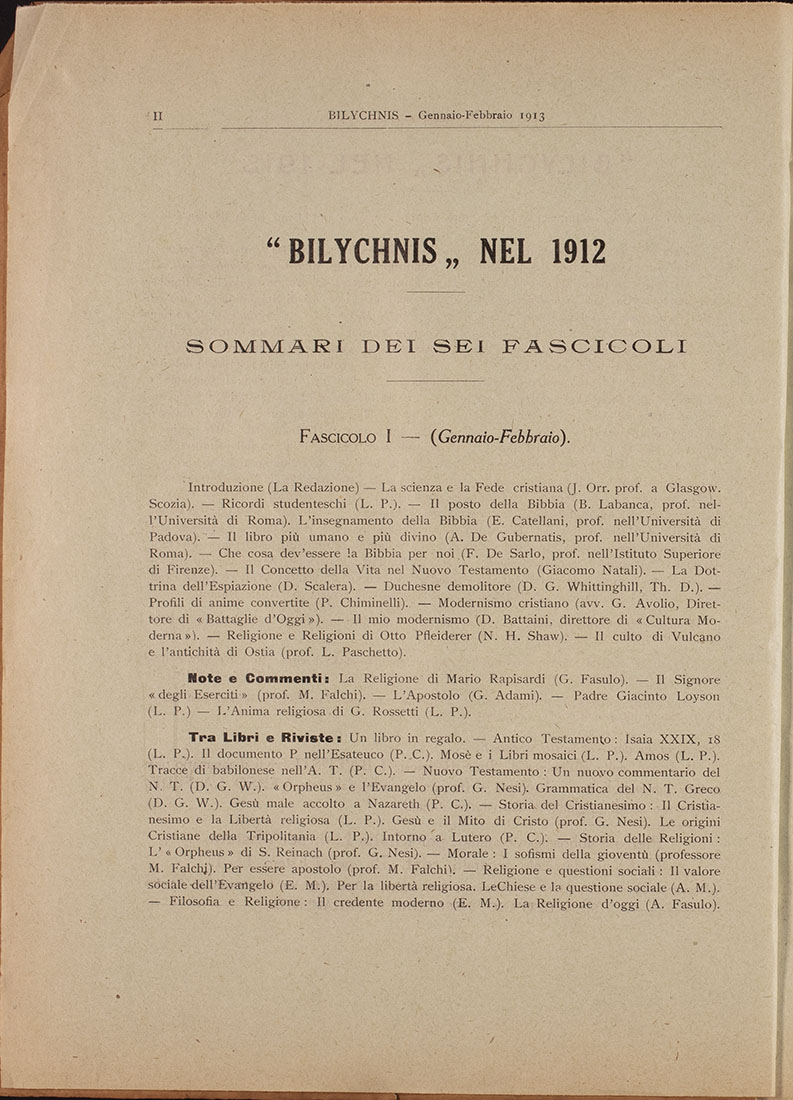 II
BILYCHNIS - Gennaio-Febbraio 1913
“ BILYCHNIS „ NEL 1912
SOMMARI DEI SEI FASCICOLI
FASCICOLO I — (Gennaio-Febbraio).
Introduzione (La Redazione) — La scienza e la Fede cristiana (J. Orr. prof. a Glasgow.
Scozia). — Ricordi studenteschi (L. P.). — Il posto della Bibbia (B. Labanca, prof. nel-
l'Università di Roma). L'insegnamento della Bibbia (E. Catellani, prof. nell'Università di
Padova). — Il libro più umano e più divino (A. De Gubernatis, prof. nell'Università di
Roma). — Che cosa dev'essere la Bibbia per noi (F. De Sarlo, prof. nell'Istituto Superiore
di Firenze). — Il Concetto della Vita nel Nuovo Testamento (Giacomo Natali). — La Dot-
trina dell'Espiazione (D. Scalera). — Duchesne demolitore (D. G. Whittinghill, Th. D.). —
Profili di anime convertite (P. Chiminelli). — Modernismo cristiano (avv. G. Avolio, Diret-
tore di « Battaglie d'Oggi »). — Il mio modernismo (D. Battaini, direttore di « Cultura Mo-
derna »). — Religione e Religioni di Otto Pfleiderer (N. H. Shaw). — Il culto di Vulcano
e l'antichità di Ostia (prof. L. Paschetto).
Note e Commenti: La Religione di Mario Rapisardi (G. Fasulo). — Il Signore
« degli Eserciti » (prof. M. Falchi). — L'Apostolo (G. Adami). — Padre Giacinto Loyson
(L. P.) — L'Anima religiosa di G. Rossetti (L. P.).
Tra Libri e Riviste: Un libro in regalo. — Antico Testamento : Isaia XXIX, 18
(L. P.). Il documento P nell'Esateuco (P. C.). Mosè e i Libri mosaici (L. P.). Amos (L. P.).
Tracce di babilonese nell'A. T. (P. C.). — Nuovo Testamento : Un nuovo commentario del
N. T. (D. G. W.). « Orpheus » e l'Evangelo (prof. G. Nesi). Grammatica del N. T. Greco
(D. G. W.). Gesù male accolto a Nazareth (P. C.). — Storia del Cristianesimo : Il Cristia-
nesimo e la Libertà religiosa (L. P.). Gesù e il Mito di Cristo (prof. G. Nesi). Le origini
Cristiane della Tripolitania (L. P.). Intorno a Lutero (P. C.). — Storia delle Religioni :
L' « Orpheus » di S. Reinach (prof. G. Nesi). — Morale : I sofismi della gioventù (professore
M. Falchi). Per essere apostolo (prof. M. Falchi). — Religione e questioni sociali : Il valore
sociale dell'Evangelo (E. M.). Per la libertà religiosa. LeChiese e la questione sociale (A. M.).
— Filosofia e Religione : Il credente moderno (E. M.). La Religione d'oggi (A. Fasulo).